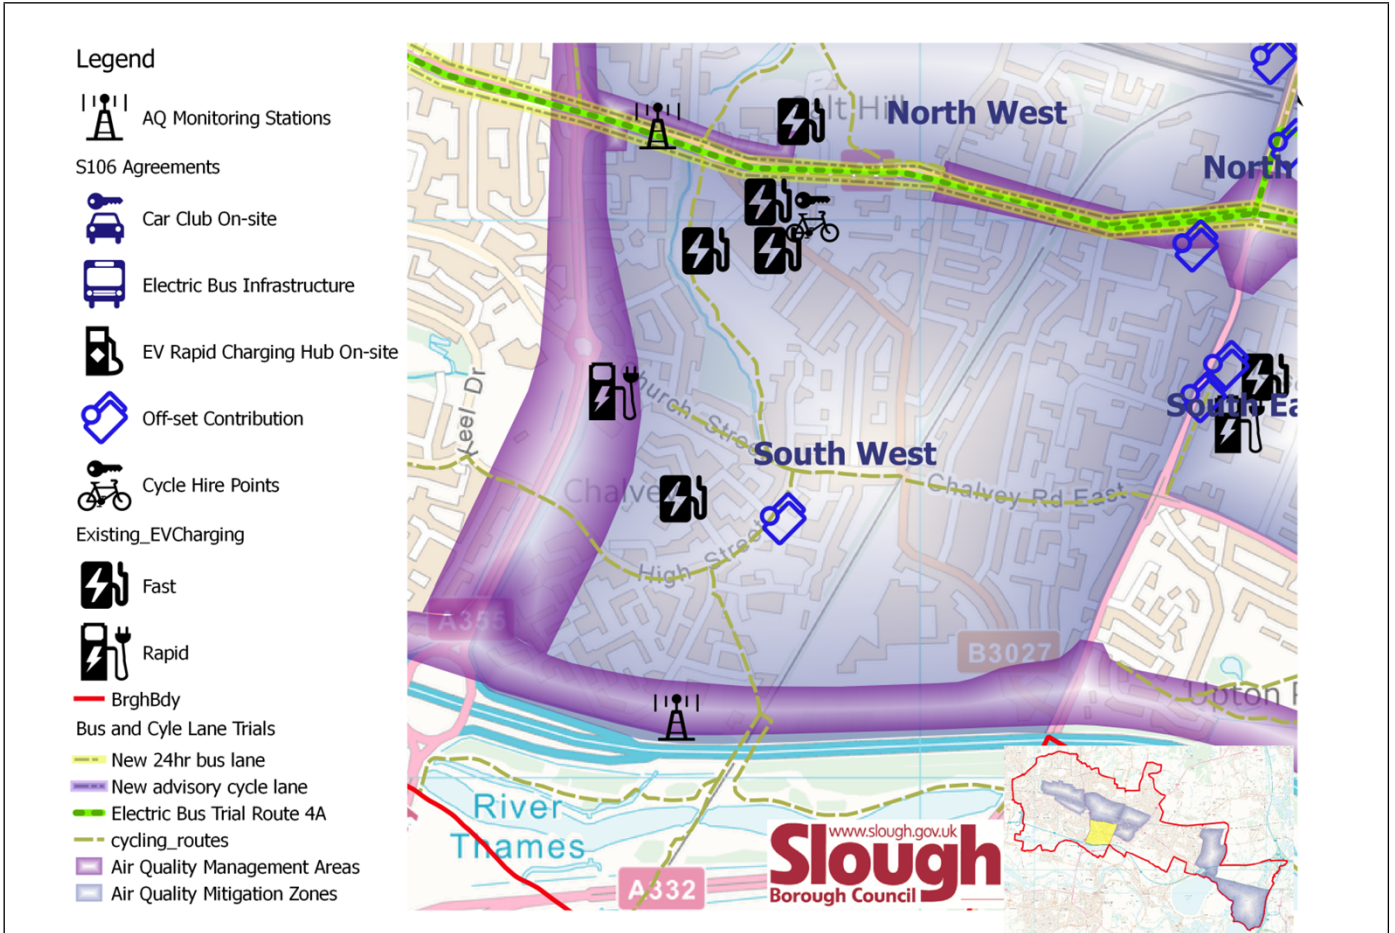 Legend
AQ Monitoring Stations
S106 Agreements
Car Club On-site
Electric Bus Infrastructure
EV Rapid Charging Hub On-site
Off-set Contribution
Cycle Hire Points
Existing_EVCharging
Fast
Rapid
BrghBdy
Bus and Cyle Lane Trials
New 24hr bus lane
New advisory cycle lane
Electric Bus Trial Route 4A
cycling_routes
Air Quality Management Areas
Air Quality Mitigation Zones
North West
North
South Ea
South West
Chalvey Rd East
Chalvey
High Street
A355
B3027
Upton
River
Thames
A332
www.slough.gov.uk
Slough
Borough Council